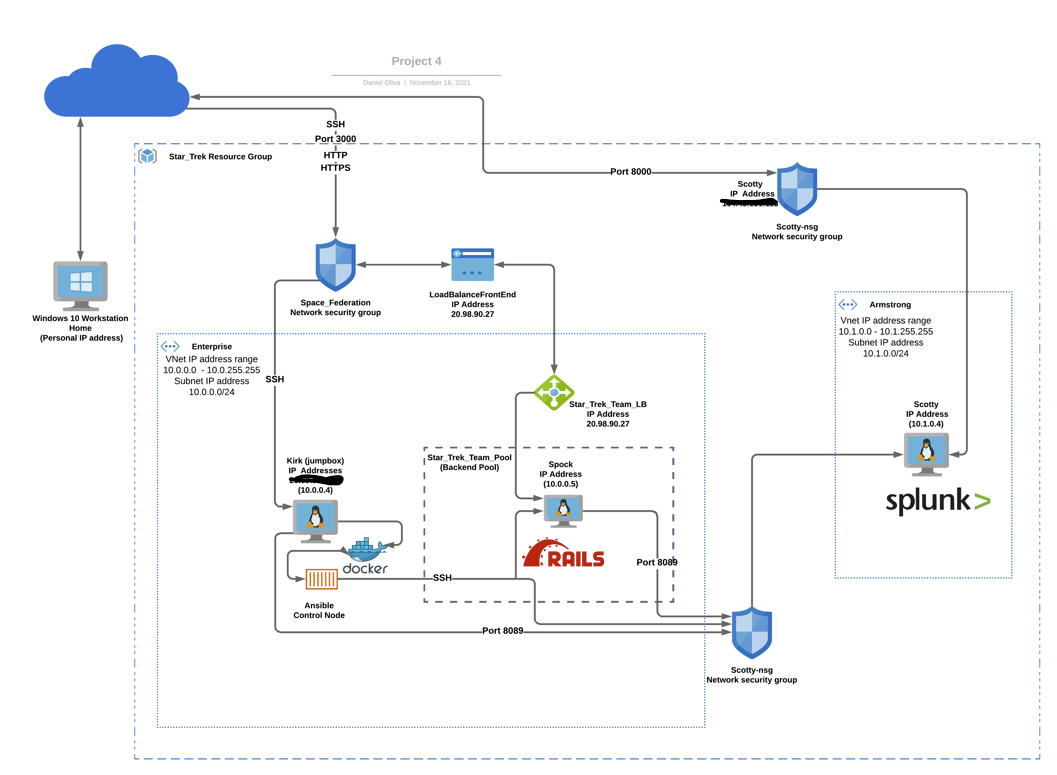 Project 4
Daniel Oliva | November 16, 2021
SSH
Port 3000
HTTP
HTTPS
Star_Trek Resource Group
Port 8000
Scotty
IP Address
Scotty-nsg
Network security group
Windows 10 Workstation
Home
(Personal IP address)
Space_Federation
Network security group
LoadBalanceFrontEnd
IP Address
20.98.90.27
Armstrong
Vnet IP address range
10.1.0.0 - 10.1.255.255
Subnet IP address
10.1.0.0/24
Enterprise
VNet IP address range
10.0.0.0 - 10.0.255.255
Subnet IP address
10.0.0.0/24
SSH
Star_Trek_Team_LB
IP Address
20.98.90.27
Scotty
IP Address
(10.1.0.4)
splunk>
Kirk (jumpbox)
IP Addresses
(10.0.0.4)
Star_Trek_Team_Pool
(Backend Pool)
Spock
IP Address
(10.0.0.5)
docker
RAILS
Port 8089
SSH
Ansible
Control Node
Port 8089
Scotty-nsg
Network security group